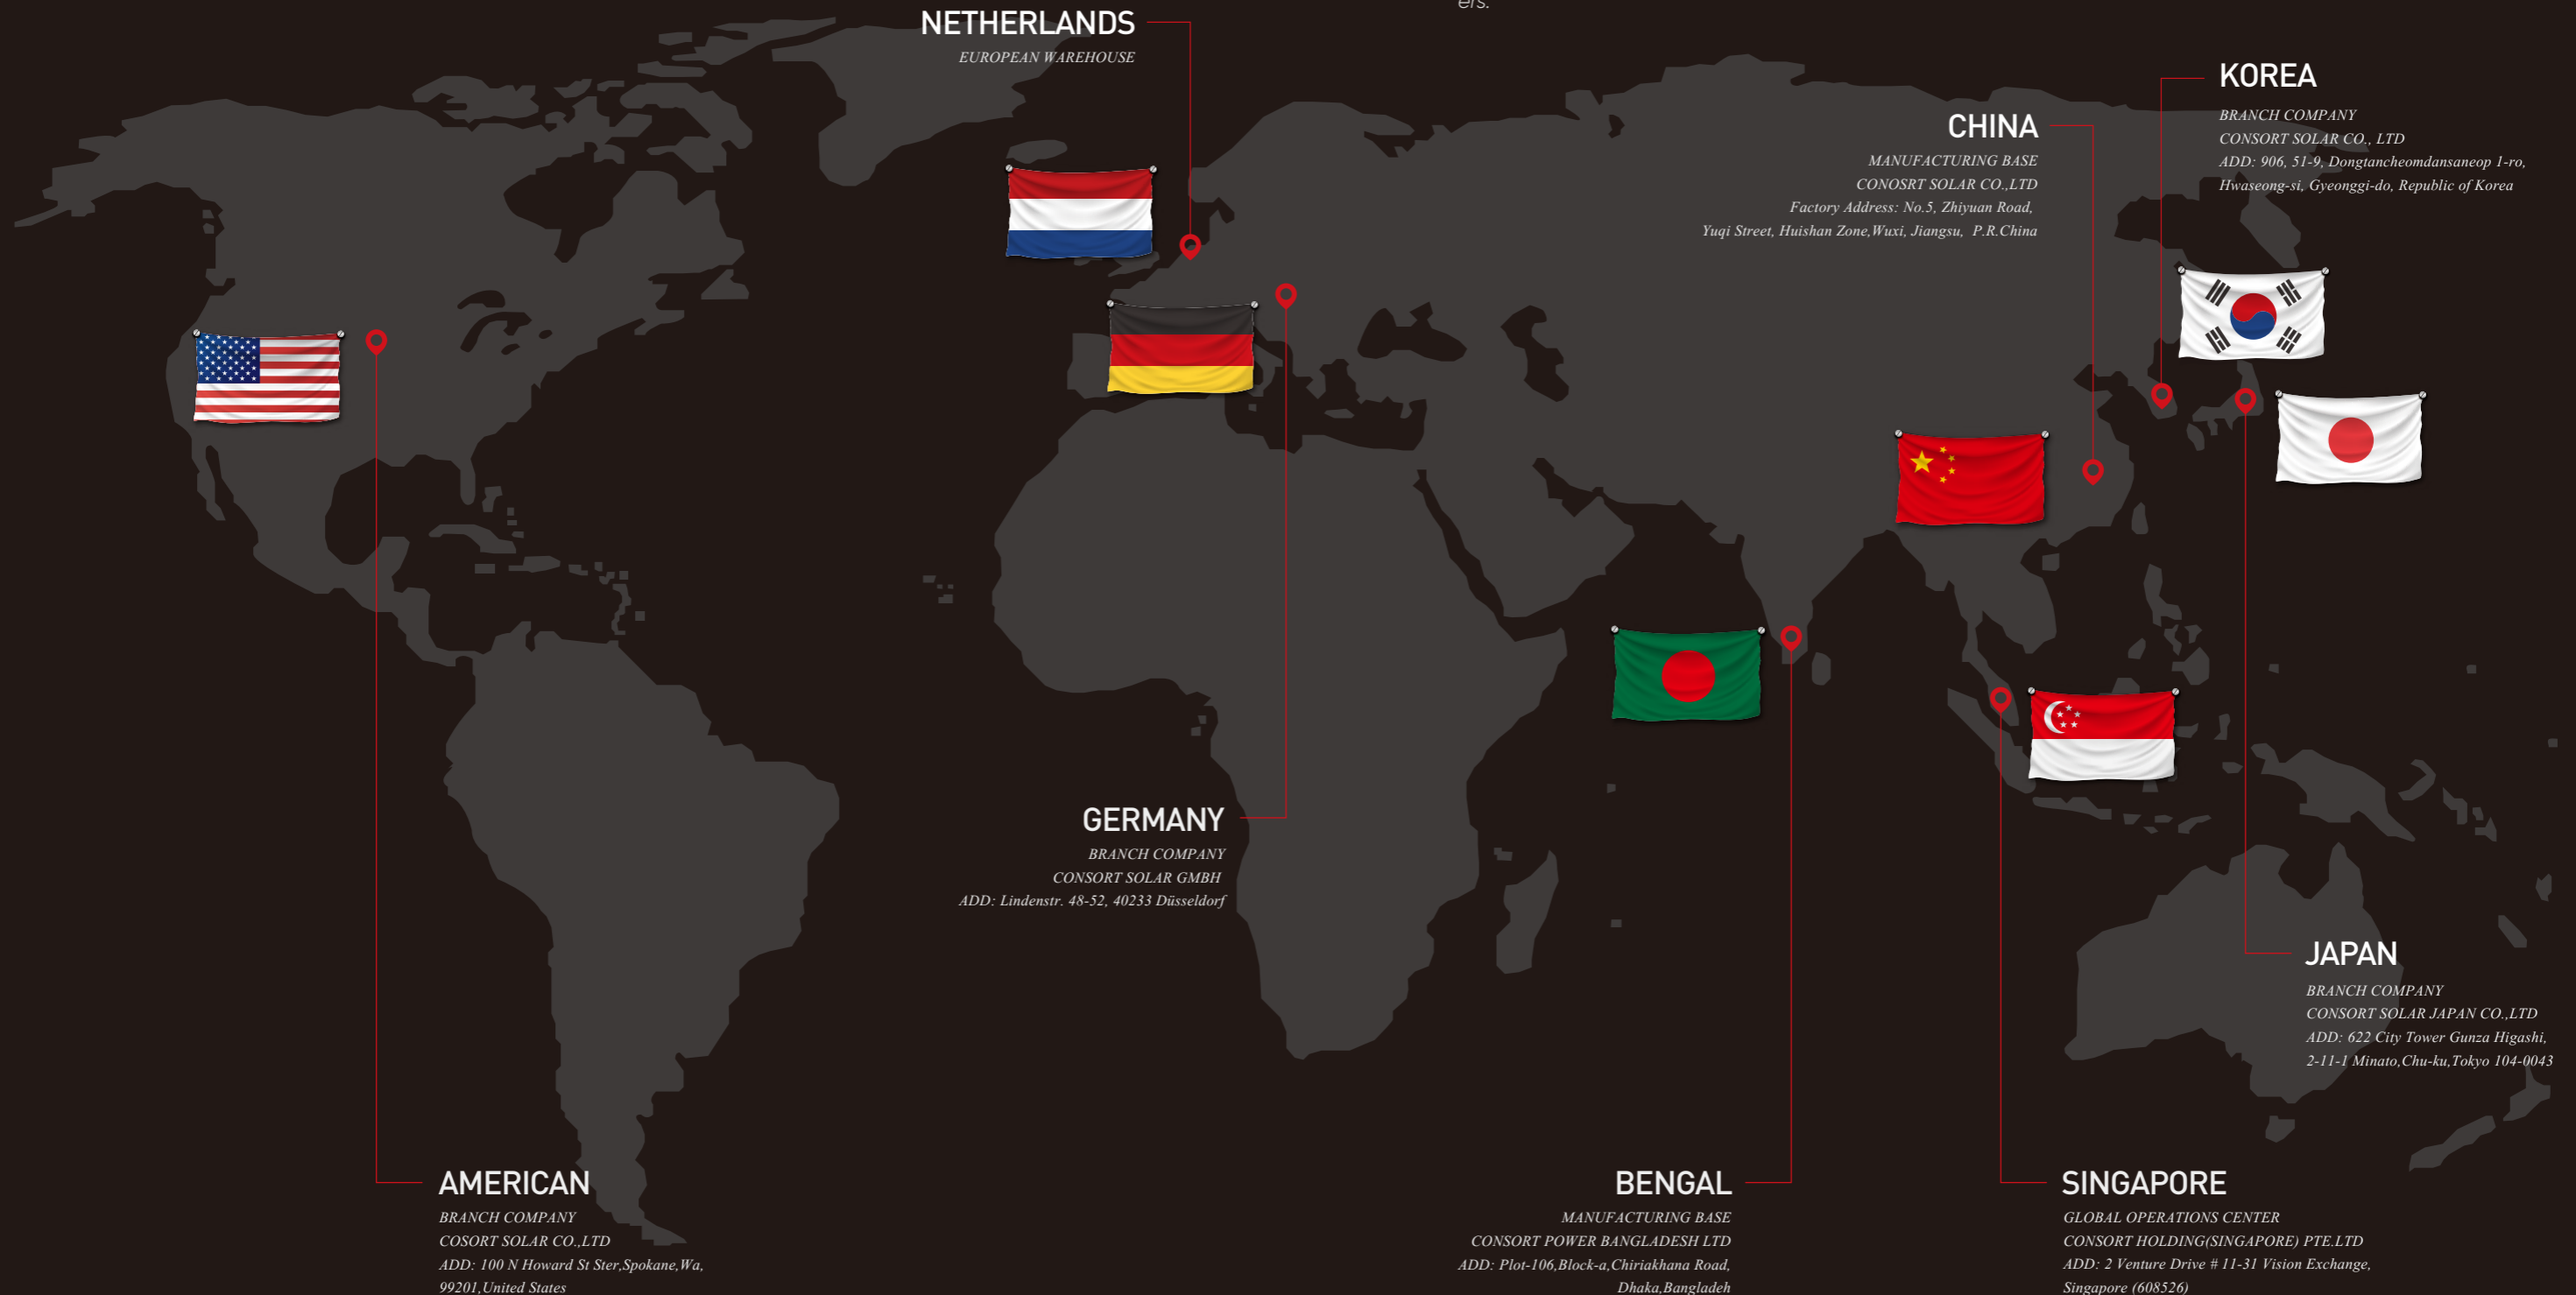 ers.
NETHERLANDS
EUROPEAN WAREHOUSE
KOREA
BRANCH COMPANY
CONSORT SOLAR CO., LTD
ADD: 906, 51-9, Dongtancheomdansaneop 1-ro,
Hwaseong-si, Gyeonggi-do, Republic of Korea
CHINA
MANUFACTURING BASE
CONOSRT SOLAR CO.,LTD
Factory Address: No.5, Zhiyuan Road,
Yuqi Street, Huishan Zone,Wuxi, Jiangsu, P.R.China
GERMANY
BRANCH COMPANY
CONSORT SOLAR GMBH
ADD: Lindenstr. 48-52, 40233 Düsseldorf
JAPAN
BRANCH COMPANY
CONSORT SOLAR JAPAN CO.,LTD
ADD: 622 City Tower Gunza Higashi,
2-11-1 Minato,Chu-ku,Tokyo 104-0043
AMERICAN
BRANCH COMPANY
COSORT SOLAR CO.,LTD
ADD: 100 N Howard St Ster,Spokane,Wa,
99201,United States
BENGAL
MANUFACTURING BASE
CONSORT POWER BANGLADESH LTD
ADD: Plot-106,Block-a,Chiriakhana Road,
Dhaka,Bangladeh
SINGAPORE
GLOBAL OPERATIONS CENTER
CONSORT HOLDING(SINGAPORE) PTE.LTD
ADD: 2 Venture Drive # 11-31 Vision Exchange,
Singapore (608526)